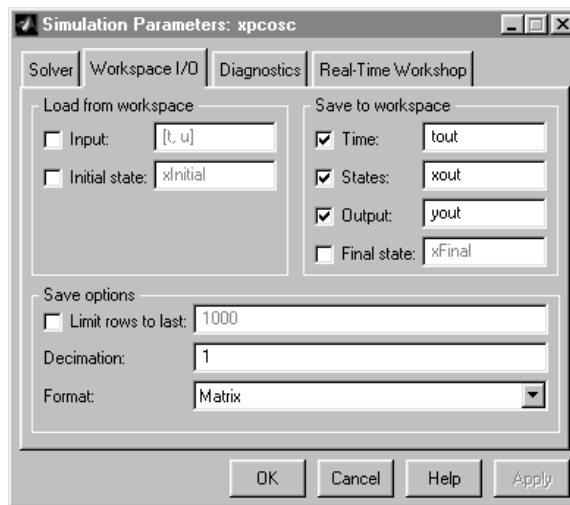 Simulation Parameters: xpcosc
Solver Workspace I/O Diagnostics Real-Time Workshop
Load from workspace
Input: [t, u]
Initial state: xInitial
Save to workspace
Time: tout
States: xout
Output: yout
Final state: xFinal
Save options
Limit rows to last: 1000
Decimation: 1
Format: Matrix
OK Cancel Help Apply